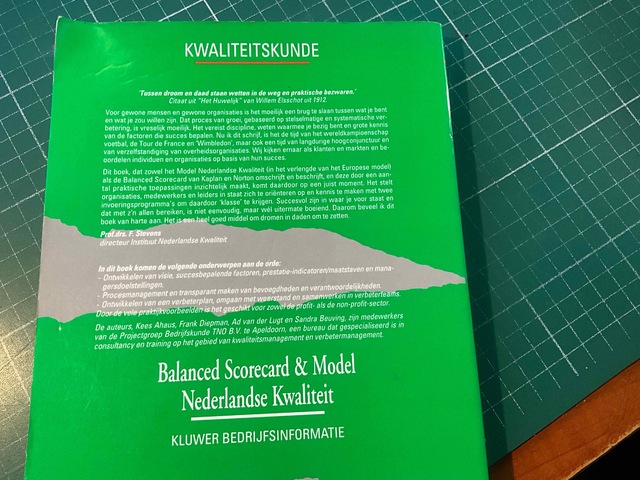 KWALITEITSKUNDE
'Tussen droom en daad staan wetten in de weg en praktische bezwaren.'
Citaat uit "Het Huwelijk" van Willem Elsschot uit 1912.
Voor gewone mensen en gewone organisaties is het moeilijk een brug te slaan tussen wat je bent
en wat je zou willen zijn. Dat proces van groei, gebaseerd op stelselmatige en systematische ver-
betering, is vreselijk moeilijk. Het vereist discipline, weten waarmee je bezig bent en grote kennis
van de factoren die succes bepalen. Nu ik dit schrijf, is het de tijd van het wereldkampioenschap
voetbal, de Tour de France en 'Wimbledon', maar ook een tijd van langdurige hoogconjunctuur en
van verzelfstandiging van overheidsorganisaties. Wij kijken ernaar als klanten en markten en be-
oordelen individuen en organisaties op basis van hun succes.
Dit boek, dat zowel het Model Nederlandse Kwaliteit (in het verlengde van het Europese model)
als de Balanced Scorecard van Kaplan en Norton omschrijft en beschrijft, en deze door een aan-
tal praktische toepassingen inzichtelijk maakt, komt daardoor op een juist moment. Het stelt
organisaties, medewerkers en leiders in staat zich te oriënteren op en kennis te maken met twee
invoeringsprogramma's om daardoor 'klasse' te krijgen. Succesvol zijn in waar je voor staat en
dat met z'n allen bereiken, is niet eenvoudig, maar wel uitermate boeiend. Daarom beveel ik dit
boek van harte aan. Het is een heel goed middel om dromen in daden om te zetten.
Prof.drs. F. Stevens
directeur Instituut Nederlandse Kwaliteit
In dit boek komen de volgende onderwerpen aan de orde:
- Ontwikkelen van visie, succesbepalende factoren, prestatie-indicatoren/maatstaven en mana-
gersdoelstellingen.
- Procesmanagement en transparant maken van bevoegdheden en verantwoordelijkheden.
- Ontwikkelen van een verbeterplan, omgaan met weerstand en samenwerken in verbeterteams.
Door de vele praktijkvoorbeelden is het geschikt voor zowel de profit- als de non-profit-sector.
De auteurs, Kees Ahaus, Frank Diepman, Ad van der Lugt en Sandra Beuving, zijn medewerkers
van de Projectgroep Bedrijfskunde TNO B.V. te Apeldoorn, een bureau dat gespecialiseerd is in
consultancy en training op het gebied van kwaliteitsmanagement en verbetermanagement.
Balanced Scorecard & Model
Nederlandse Kwaliteit
KLUWER BEDRIJFSINFORMATIE